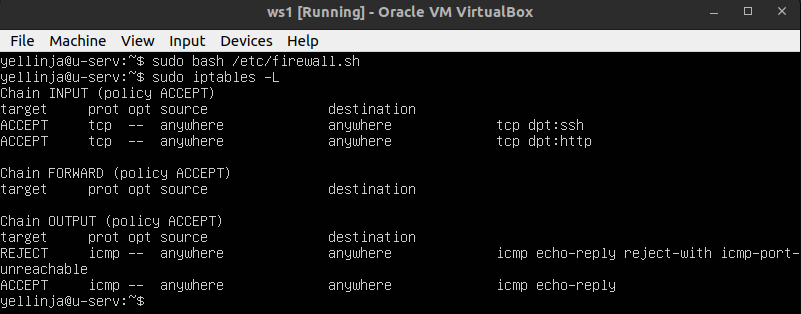 ws1 [Running] - Oracle VM VirtualBox
File Machine View Input Devices Help
yellinja@u-serv:~$ sudo bash /etc/firewall.sh
yellinja@u-serv:~$ sudo iptables -L
Chain INPUT (policy ACCEPT)
target     prot opt source               destination
ACCEPT     tcp  --  anywhere             anywhere             tcp dpt:ssh
ACCEPT     tcp  --  anywhere             anywhere             tcp dpt:http
Chain FORWARD (policy ACCEPT)
target     prot opt source               destination
Chain OUTPUT (policy ACCEPT)
target     prot opt source               destination
REJECT     icmp --  anywhere             anywhere             icmp echo-reply reject-with icmp-port-
unreachable
ACCEPT     icmp --  anywhere             anywhere             icmp echo-reply
yellinja@u-serv:~$